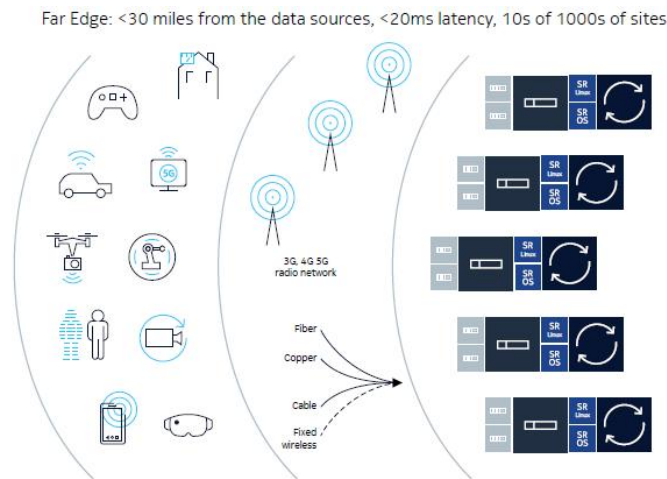 Far Edge: <30 miles from the data sources, <20ms latency, 10s of 1000s of sites
5G
3G, 4G 5G
radio network
Fiber
Copper
Cable
Fixed
wireless
SR
Linux
SR
OS
SR
Linux
SR
OS
SR
Linux
SR
OS
SR
Linux
SR
OS
SR
Linux
SR
OS